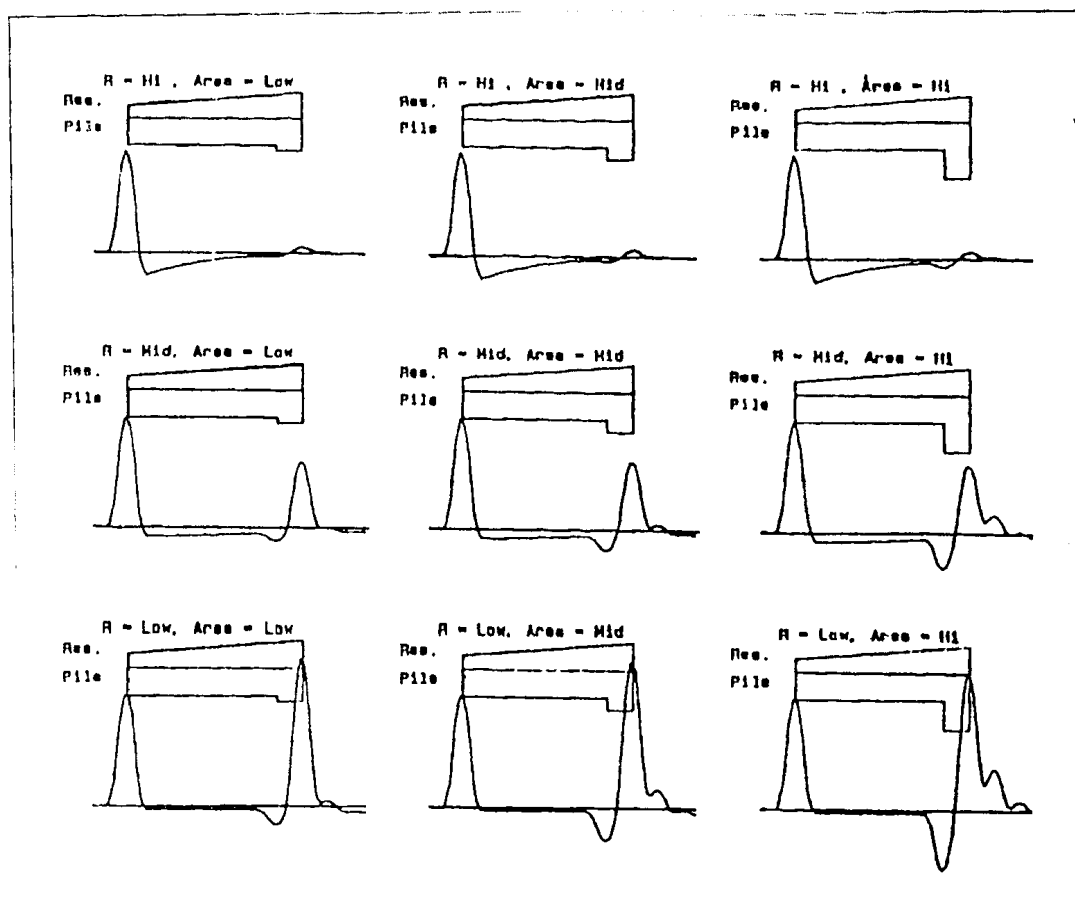 R - Hi , Area - Low
Res.
Pile
R - Hi , Area - Mid
Res.
Pile
R - Hi , Area - Hi
Res.
Pile
R - Mid, Area - Low
Res.
Pile
R - Mid, Area - Mid
Res.
Pile
R - Mid, Area - Hi
Res.
Pile
R - Low, Area - Low
Res.
Pile
R - Low, Area - Mid
Res.
Pile
R - Low, Area - Hi
Res.
Pile